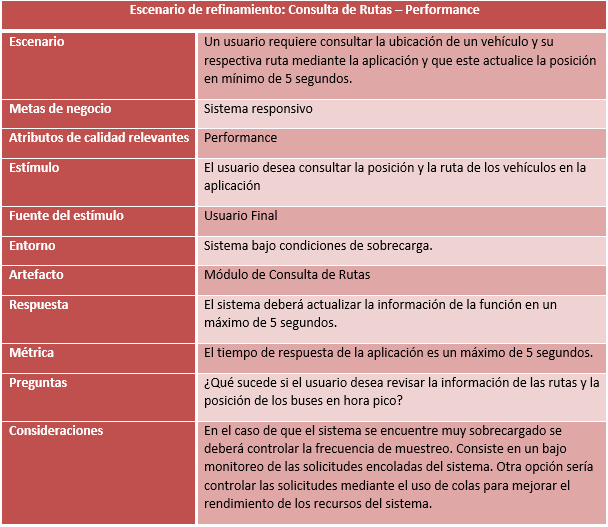 Escenario de refinamiento: Consulta de Rutas – Performance
Escenario
Un usuario requiere consultar la ubicación de un vehículo y su
respectiva ruta mediante la aplicación y que este actualice la posición
en mínimo de 5 segundos.
Metas de negocio
Sistema responsivo
Atributos de calidad relevantes
Performance
Estímulo
El usuario desea consultar la posición y la ruta de los vehículos en la
aplicación
Fuente del estímulo
Usuario Final
Entorno
Sistema bajo condiciones de sobrecarga.
Artefacto
Módulo de Consulta de Rutas
Respuesta
El sistema deberá actualizar la información de la función en un
máximo de 5 segundos.
Métrica
El tiempo de respuesta de la aplicación es un máximo de 5 segundos.
Preguntas
¿Qué sucede si el usuario desea revisar la información de las rutas y la
posición de los buses en hora pico?
Consideraciones
En el caso de que el sistema se encuentre muy sobrecargado se
deberá controlar la frecuencia de muestreo. Consiste en un bajo
monitoreo de las solicitudes encoladas del sistema. Otra opción sería
controlar las solicitudes mediante el uso de colas para mejorar el
rendimiento de los recursos del sistema.